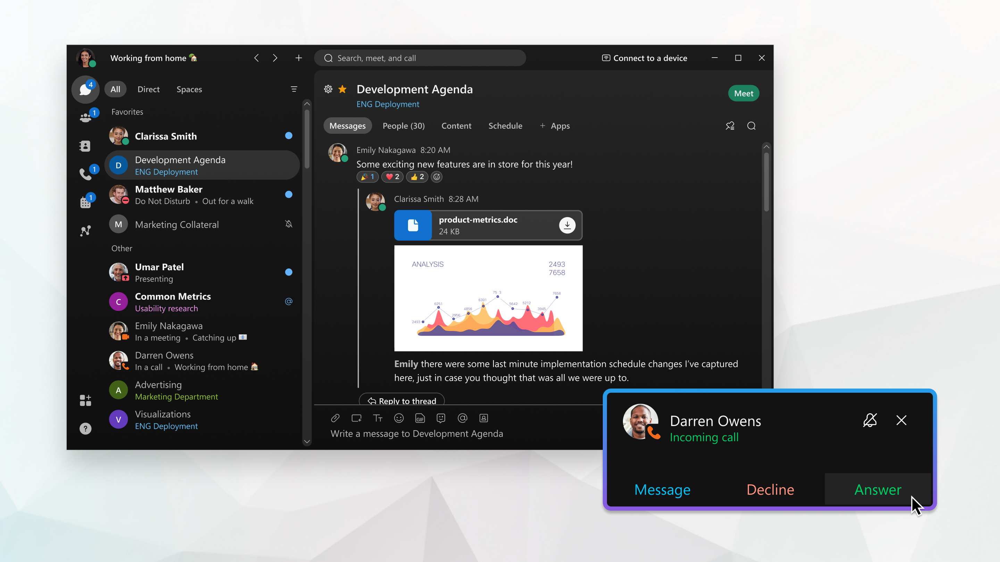 Working from home
Search, meet, and call
Connect to a device
4
All
Direct
Spaces
1
1
1
?
Favorites
Clarissa Smith
D
Development Agenda
ENG Deployment
Matthew Baker
Do Not Disturb • Out for a walk
M
Marketing Collateral
Other
Umar Patel
Presenting
C
Common Metrics
Usability research
@
Emily Nakagawa
In a meeting • Catching up
Darren Owens
In a call • Working from home
A
Advertising
Marketing Department
V
Visualizations
ENG Deployment
Development Agenda
ENG Deployment
Meet
Messages
People (30)
Content
Schedule
+ Apps
Emily Nakagawa 8:20 AM
Some exciting new features are in store for this year!
1
2
2
Clarissa Smith 8:28 AM
product-metrics.doc
24 KB
ANALYSIS
2493
7658
2493
6251
2956
4856
6301
75 3
5642
5212
3945
7658
Emily there were some last minute implementation schedule changes I’ve captured
here, just in case you thought that was all we were up to.
Reply to thread
TT
GIF
@
Write a message to Development Agenda
Darren Owens
Incoming call
Message
Decline
Answer